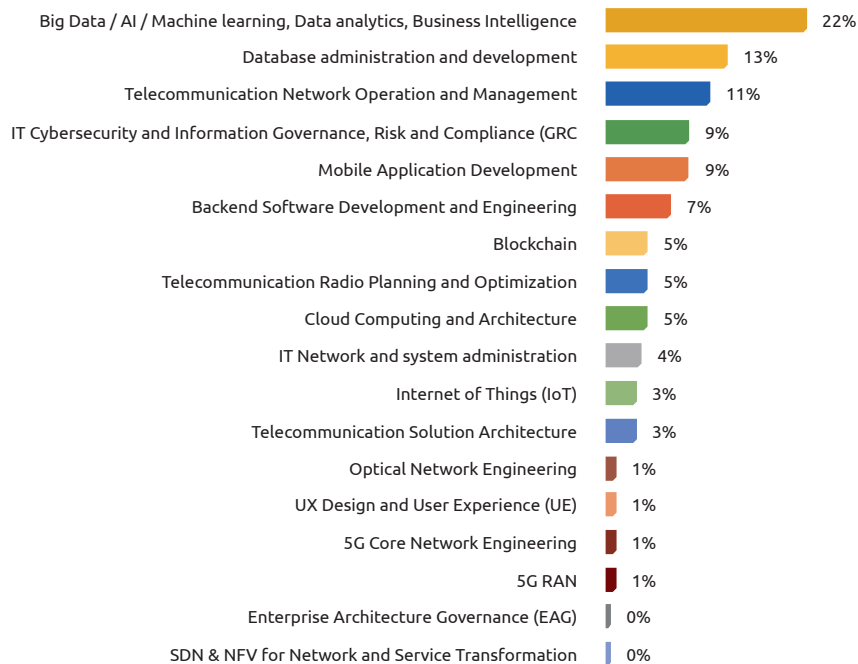 Big Data / AI / Machine learning, Data analytics, Business Intelligence 22%
Database administration and development 13%
Telecommunication Network Operation and Management 11%
IT Cybersecurity and Information Governance, Risk and Compliance (GRC 9%
Mobile Application Development 9%
Backend Software Development and Engineering 7%
Blockchain 5%
Telecommunication Radio Planning and Optimization 5%
Cloud Computing and Architecture 5%
IT Network and system administration 4%
Internet of Things (IoT) 3%
Telecommunication Solution Architecture 3%
Optical Network Engineering 1%
UX Design and User Experience (UE) 1%
5G Core Network Engineering 1%
5G RAN 1%
Enterprise Architecture Governance (EAG) 0%
SDN & NFV for Network and Service Transformation 0%